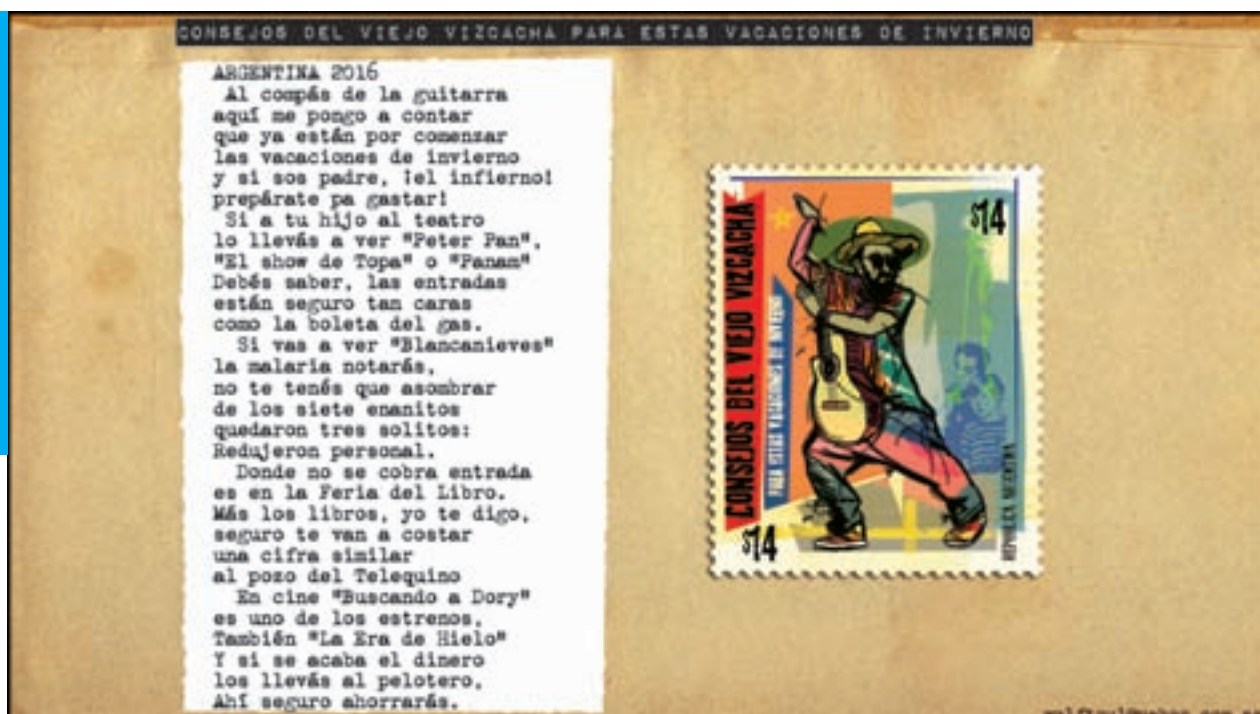 CONSEJOS DEL VIEJO VIZCACHA PARA ESTAS VACACIONES DE INVIERNO
ARGENTINA 2016
Al compás de la guitarra
aquí me pongo a contar
que ya están por comenzar
las vacaciones de invierno
y si sos padre, ¡el infierno!
prepárate pa gastar!
Si a tu hijo al teatro
lo llevás a ver "Peter Pan",
"El show de Topa" o "Panam"
Debés saber, las entradas
están seguro tan caras
como la boleta del gas.
Si vas a ver "Blancanieves"
la malaria notarás,
no te tenés que asombrar
de los siete enanitos
quedaron tres solitos:
Redujeron personal.
Donde no se cobra entrada
es en la Feria del Libro.
Más los libros, yo te digo,
seguro te van a costar
una cifra similar
al pozo del Telequino
En cine "Buscando a Dory"
es uno de los estrenos,
También "La Era de Hielo"
Y si se acaba el dinero
los llevás al pelotero,
Ahí seguro ahorrarás.
$14
CONSEJOS DEL VIEJO VIZCACHA
PARA ESTAS VACACIONES DE INVIERNO
$14
REPUBLICA